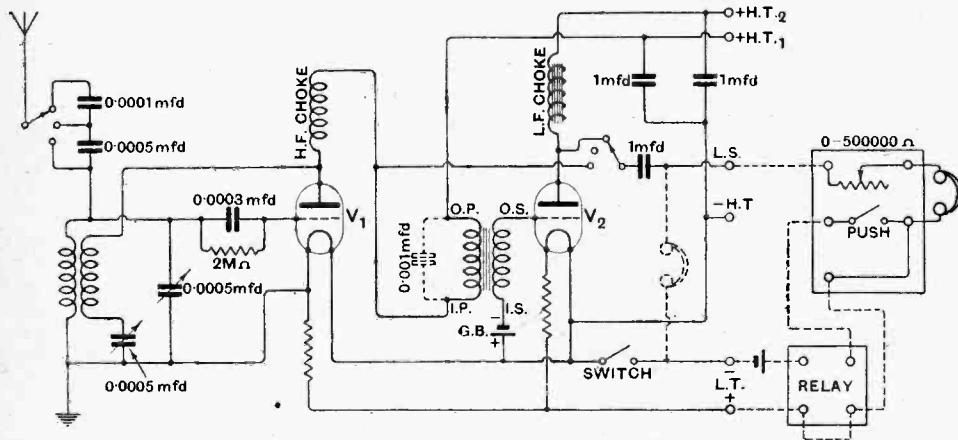 +H.T.2
+H.T.1
0.0001 mfd
0.0005 mfd
H.F. CHOKE
L.F. CHOKE
1mfd
1mfd
1mfd
L.S.
0-500000 Ω
0.0003 mfd
2MΩ
V1
O.P.
O.S.
V2
-H.T
PUSH
0.001mfd
0.0005mfd
I.P.
I.S.
-
G.B.
+
0.0005 mfd
SWITCH
-
L.T.
+
RELAY